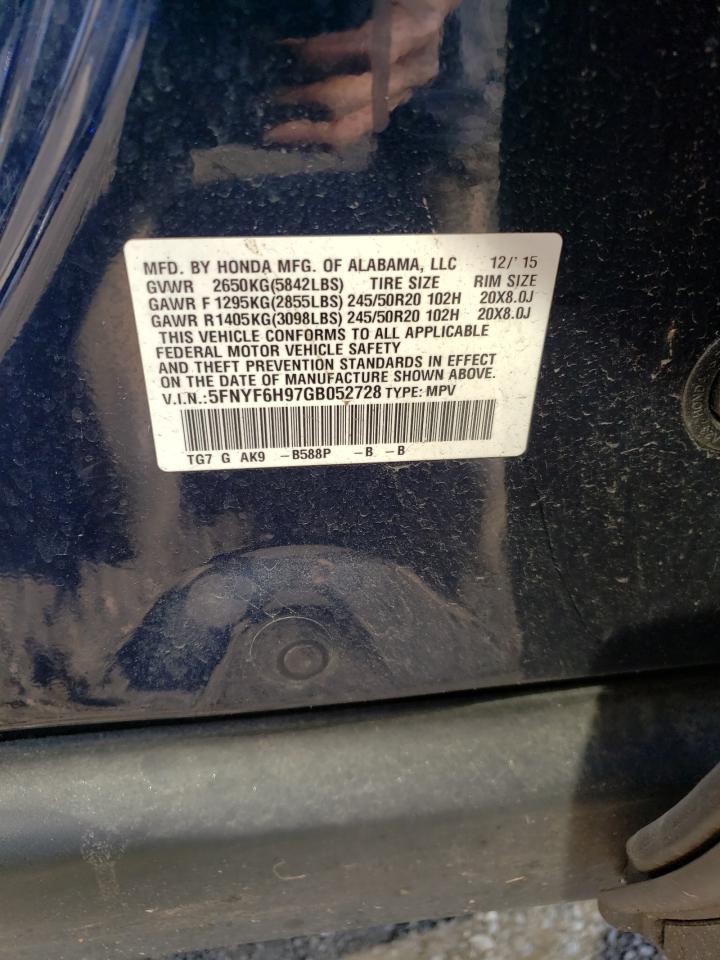 MFD. BY HONDA MFG. OF ALABAMA, LLC 12/'15
GVWR 2650KG(5842LBS) TIRE SIZE RIM SIZE
GAWR F1295KG(2855LBS) 245/50R20 102H 20X8.0J
GAWR R1405KG(3098LBS) 245/50R20 102H 20X8.0J
THIS VEHICLE CONFORMS TO ALL APPLICABLE
FEDERAL MOTOR VEHICLE SAFETY
AND THEFT PREVENTION STANDARDS IN EFFECT
ON THE DATE OF MANUFACTURE SHOWN ABOVE.
V.I.N.:5FNYF6H97GB052728 TYPE: MPV
TG7 G AK9 -B588P -B -B